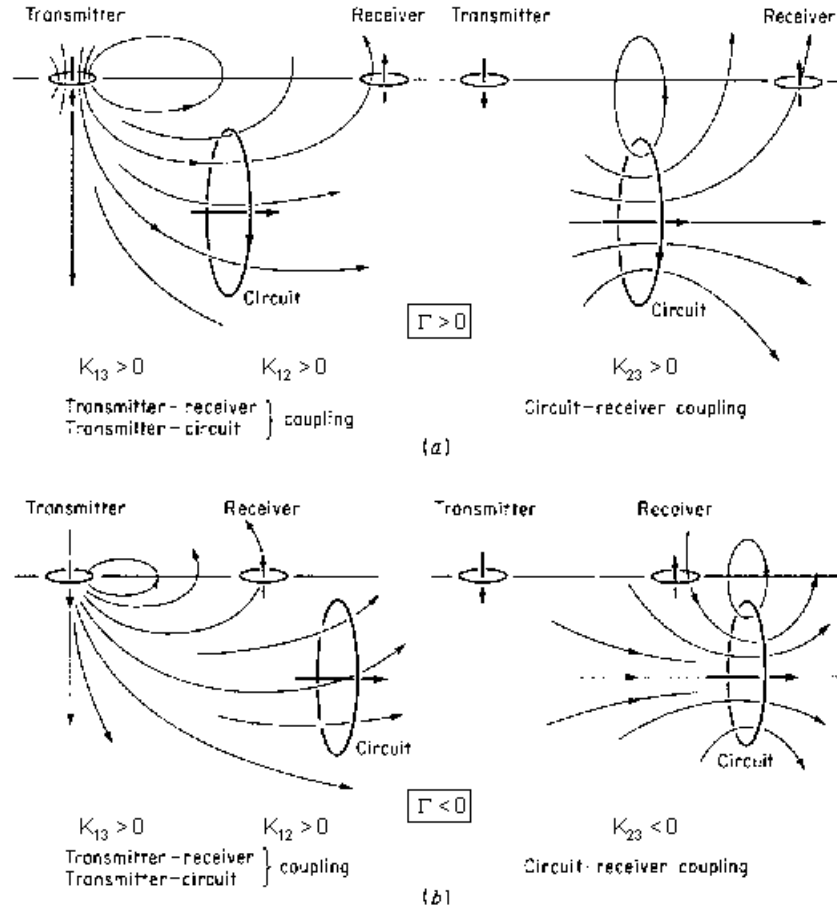 Transmitter Receiver Transmitter Receiver
Circuit Circuit
Γ > 0
K13 > 0 K12 > 0 K23 > 0
Transmitter-receiver
Transmitter-circuit } coupling Circuit-receiver coupling
(a)
Transmitter Receiver Transmitter Receiver
Circuit Circuit
Γ < 0
K13 > 0 K12 > 0 K23 < 0
Transmitter-receiver
Transmitter-circuit } coupling Circuit-receiver coupling
(b)